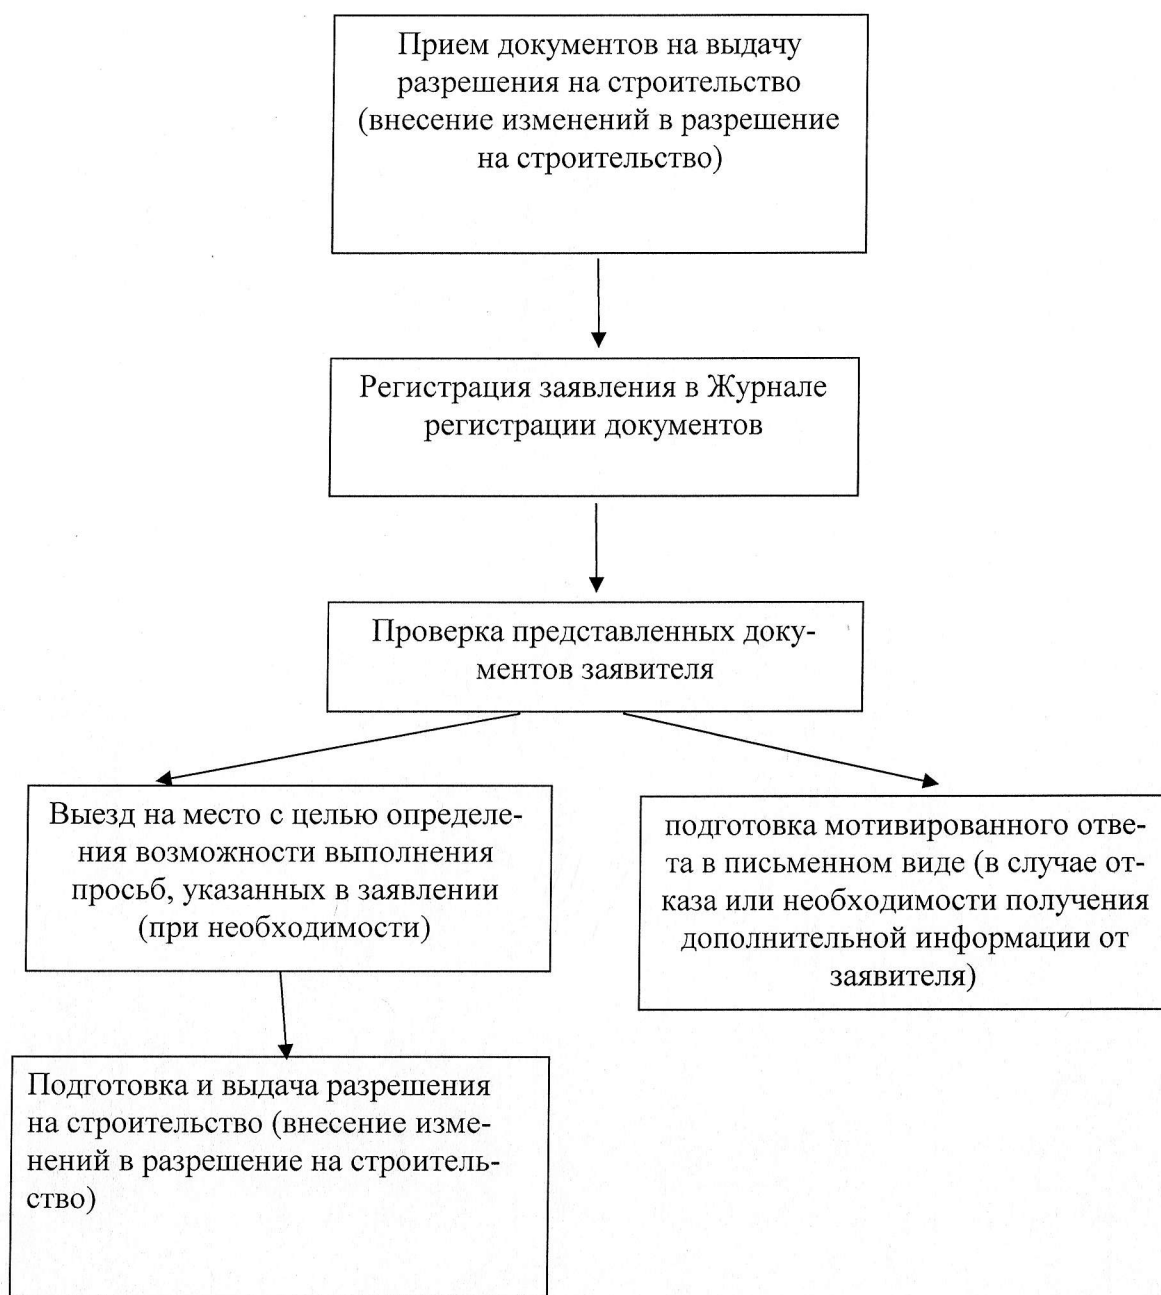 Прием документов на выдачу
разрешения на строительство
(внесение изменений в разрешение
на строительство)
Регистрация заявления в Журнале
регистрации документов
Проверка представленных доку-
ментов заявителя
Выезд на место с целью определе-
ния возможности выполнения
просьб, указанных в заявлении
(при необходимости)
подготовка мотивированного отве-
та в письменном виде (в случае от-
каза или необходимости получения
дополнительной информации от
заявителя)
Подготовка и выдача разрешения
на строительство (внесение изме-
нений в разрешение на строитель-
ство)